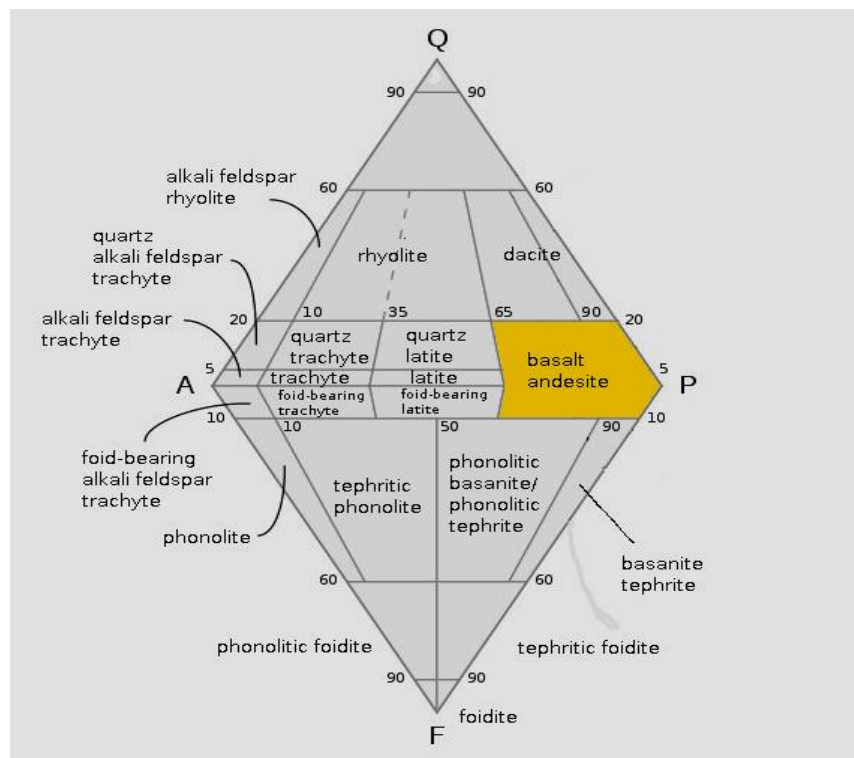 Q
90 90
alkali feldspar
rhyolite
60 60
quartz
alkali feldspar
trachyte
rhyolite
dacite
alkali feldspar
trachyte
20 10 35 65 90 20
quartz
trachyte
quartz
latite
basalt
andesite
5 5
trachyte
latite
A P
foid-bearing
trachyte
foid-bearing
latite
10 10 50 90 10
foid-bearing
alkali feldspar
trachyte
phonolite
tephritic
phonolite
phonolitic
basanite/
phonolitic
tephrite
basanite
tephrite
60 60
phonolitic foidite
tephritic foidite
90 90
foidite
F